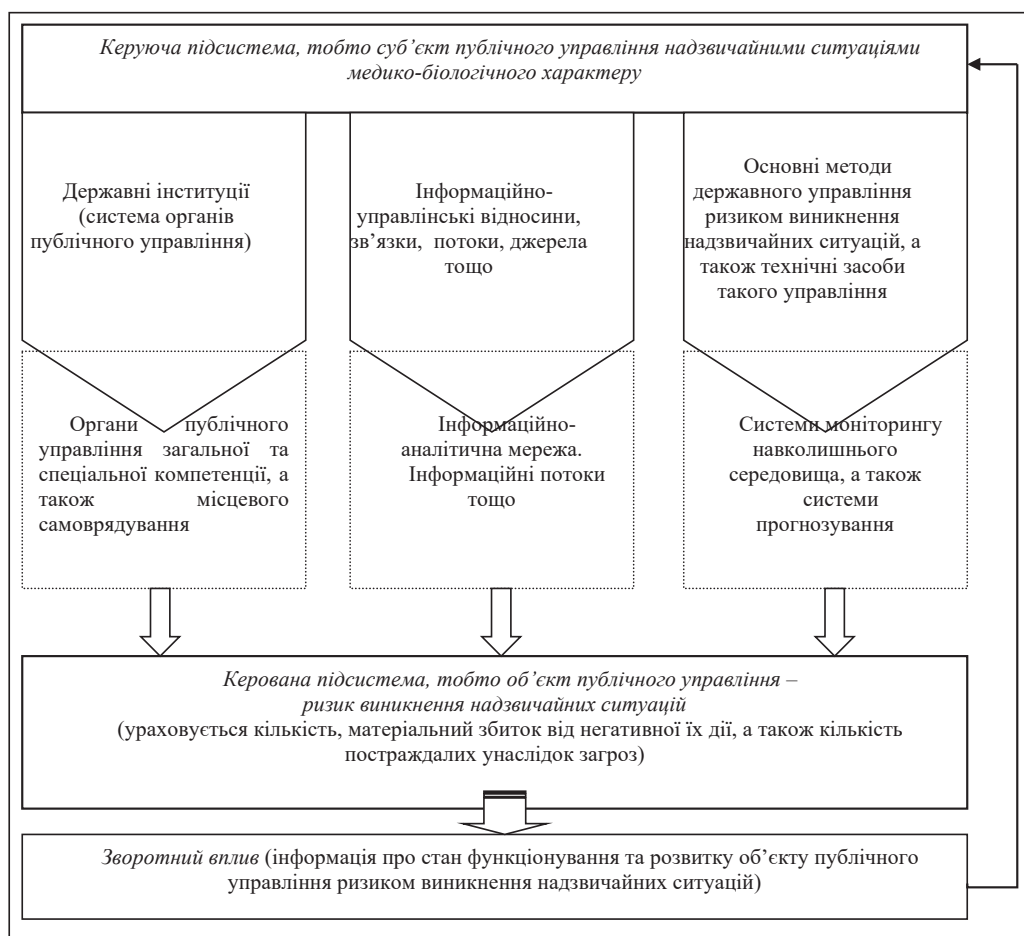 Керуюча підсистема, тобто суб’єкт публічного управління надзвичайними ситуаціями
медико-біологічного характеру
Державні інституції
(система органів
публічного управління)
Інформаційно-
управлінські відносини,
зв’язки, потоки, джерела
тощо
Основні методи
державного управління
ризиком виникнення
надзвичайних ситуацій, а
також технічні засоби
такого управління
Органи публічного
управління загальної та
спеціальної компетенції, а
також місцевого
самоврядування
Інформаційно-
аналітична мережа.
Інформаційні потоки
тощо
Системи моніторингу
навколишнього
середовища, а також
системи
прогнозування
Керована підсистема, тобто об’єкт публічного управління –
ризик виникнення надзвичайних ситуацій
(ураховується кількість, матеріальний збиток від негативної їх дії, а також кількість
постраждалих унаслідок загроз)
Зворотний вплив (інформація про стан функціонування та розвитку об’єкту публічного
управління ризиком виникнення надзвичайних ситуацій)